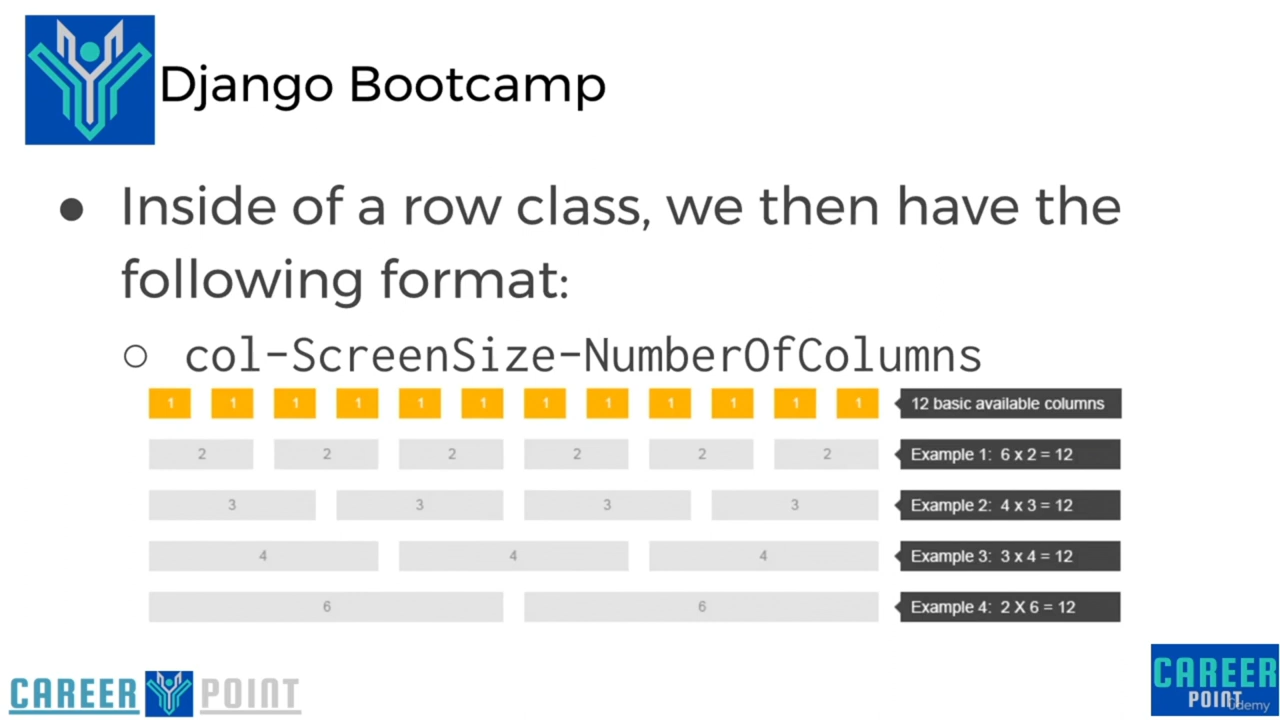 Django Bootcamp
● Inside of a row class, we then have the
following format:
○ col-ScreenSize-NumberOfColumns
1 1 1 1 1 1 1 1 1 1 1 1 12 basic available columns
2 2 2 2 2 2 Example 1: 6 x 2 = 12
3 3 3 3 Example 2: 4 x 3 = 12
4 4 4 Example 3: 3 x 4 = 12
6 6 Example 4: 2 X 6 = 12
CAREER POINT
CAREER
POINT
ûdemy